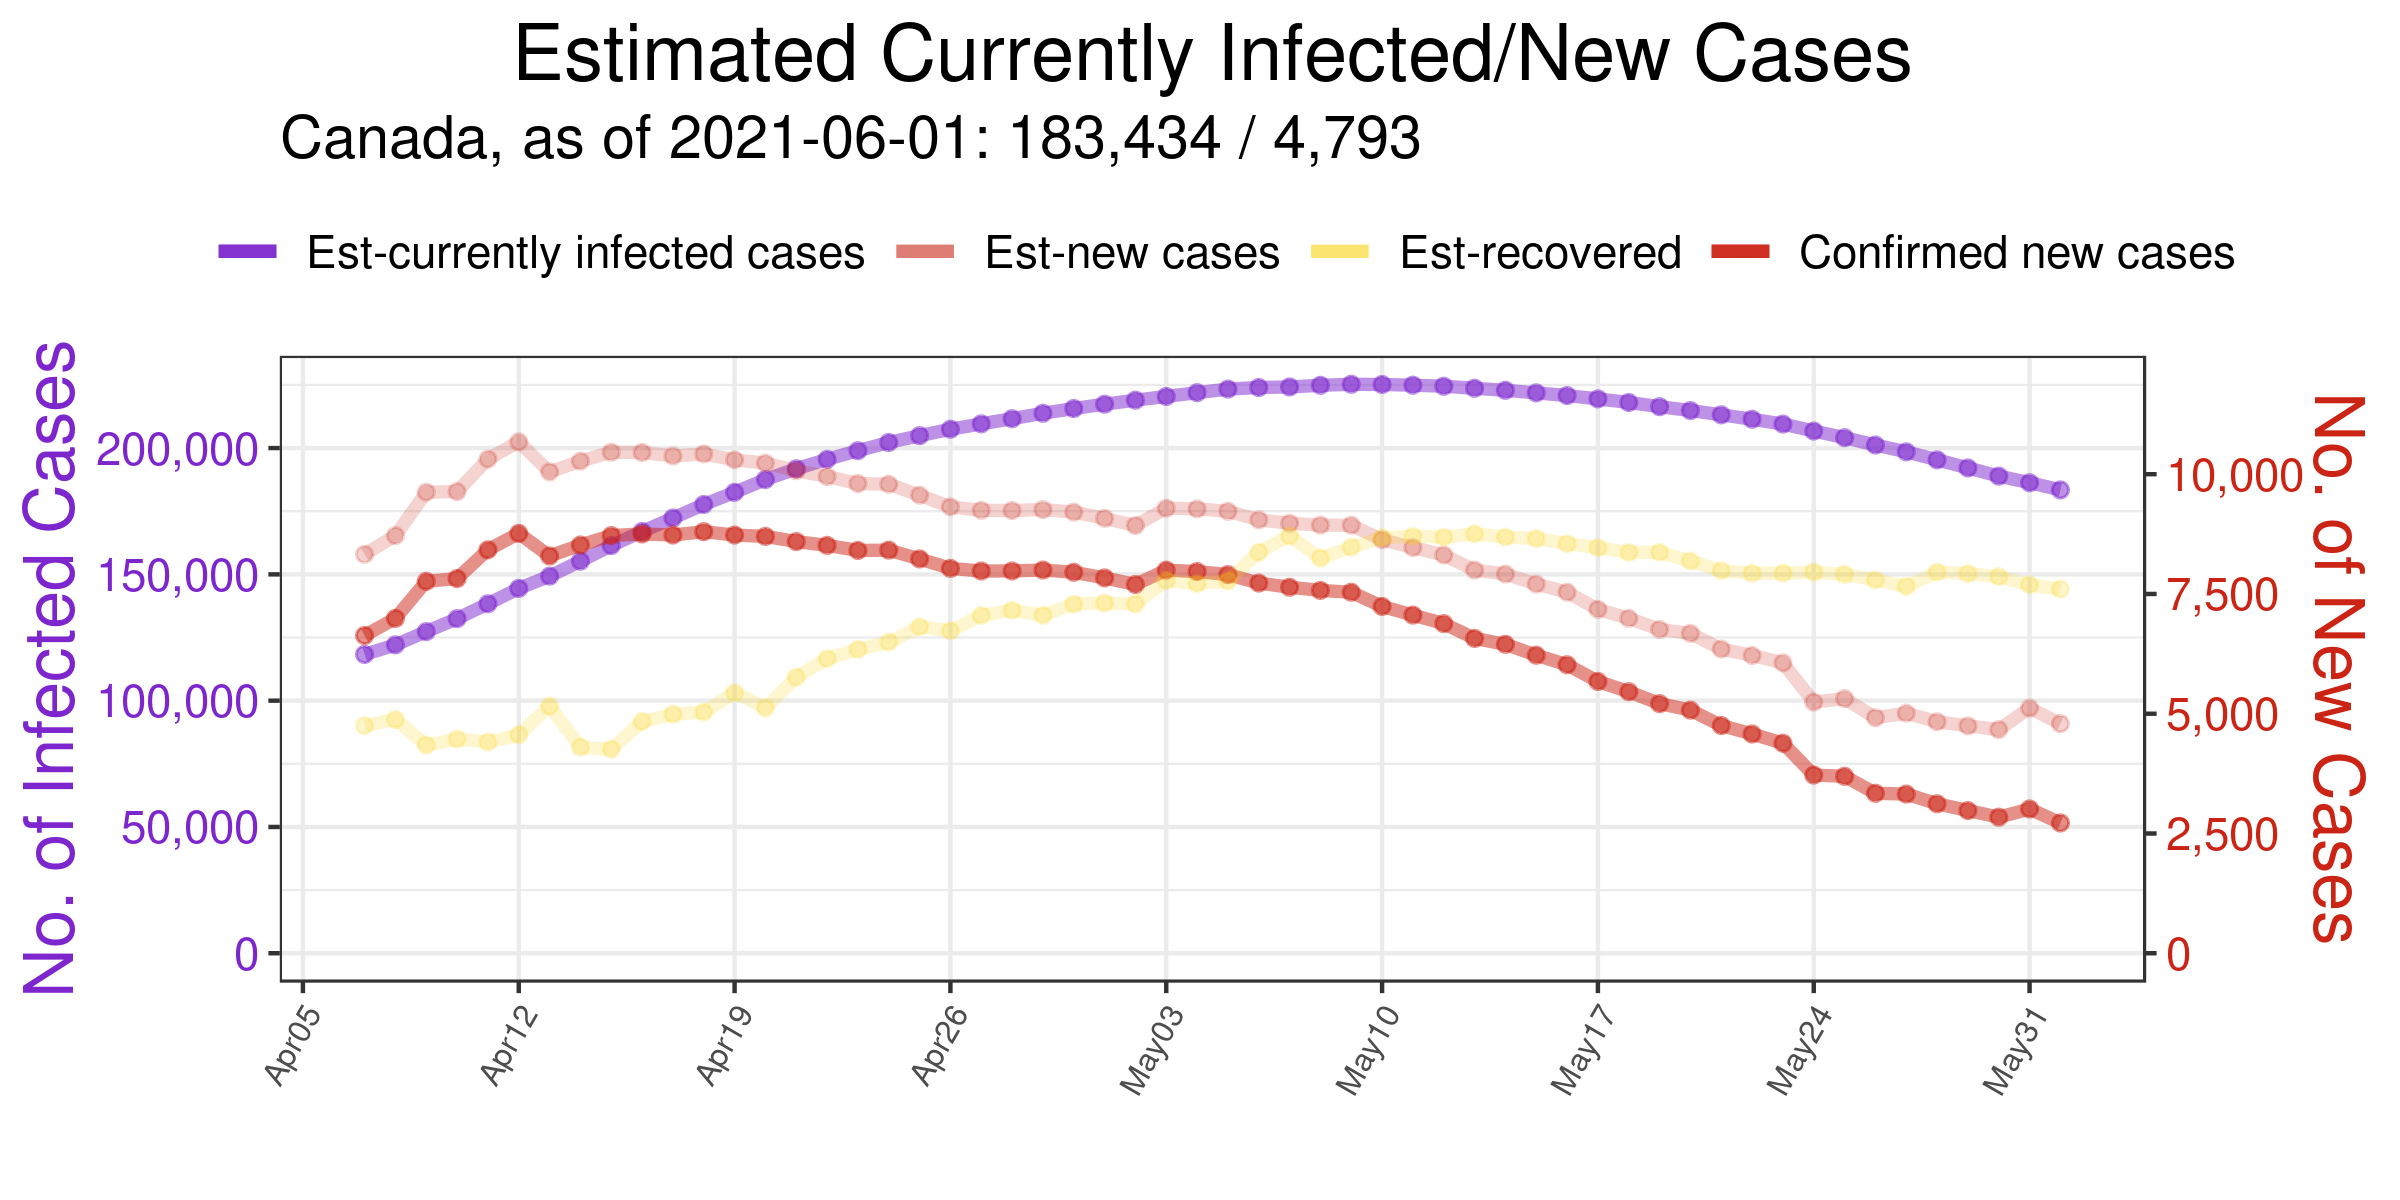 Estimated Currently Infected/New Cases
Canada, as of 2021-06-01: 183,434 / 4,793
Est-currently infected cases Est-new cases Est-recovered Confirmed new cases
No. of Infected Cases
200,000
150,000
100,000
50,000
0
10,000
7,500
5,000
2,500
0
No. of New Cases
Apr05 Apr12 Apr19 Apr26 May03 May10 May17 May24 May31